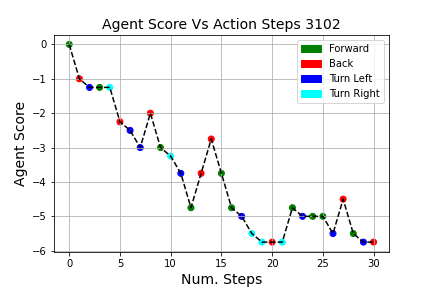 Agent Score Vs Action Steps 3102
Forward
Back
Turn Left
Turn Right
Agent Score
0
−1
−2
−3
−4
−5
−6
0 5 10 15 20 25 30
Num. Steps